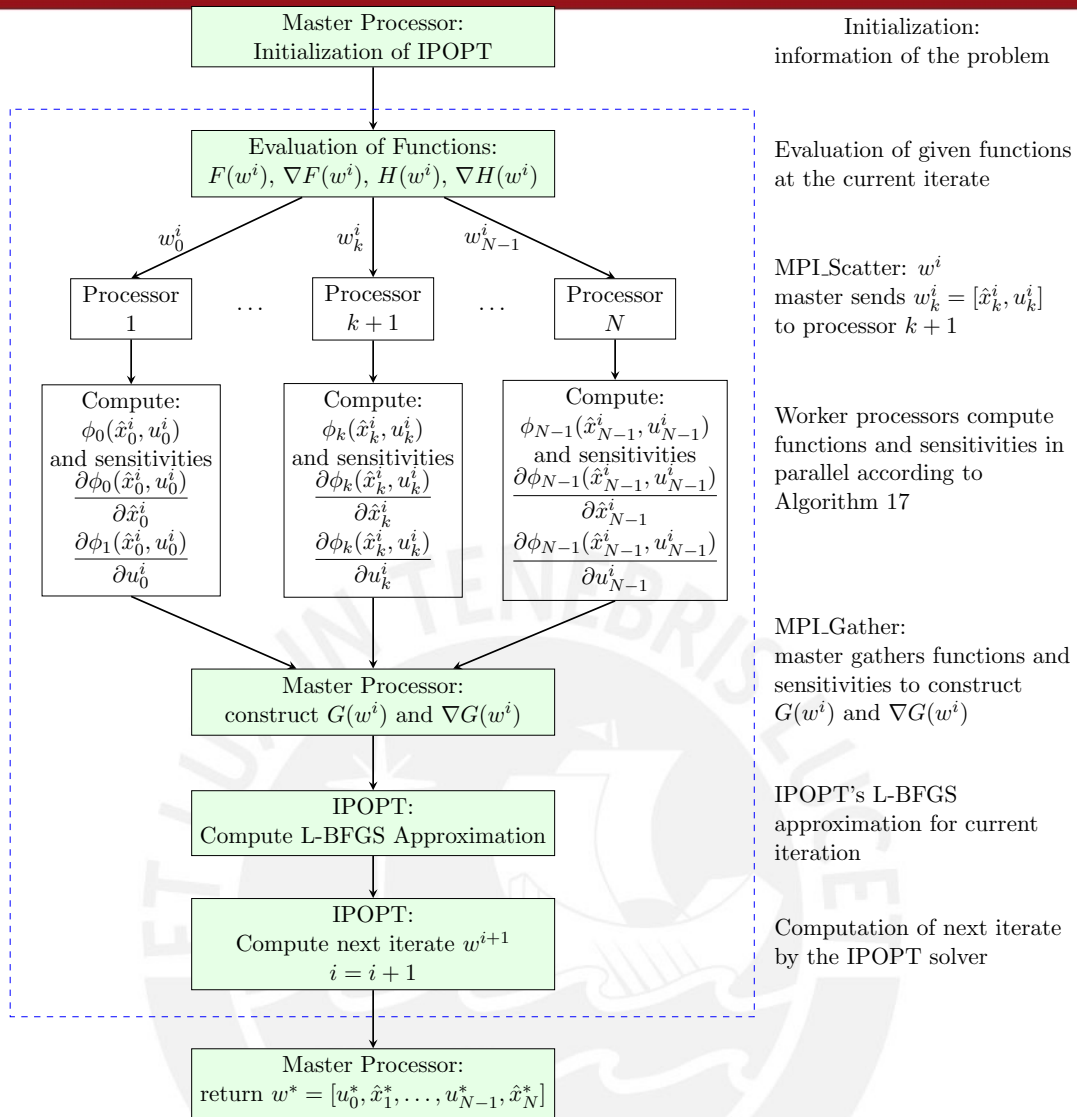 Master Processor:
Initialization of IPOPT
Initialization:
information of the problem
Evaluation of Functions:
F(w^i), ∇F(w^i), H(w^i), ∇H(w^i)
Evaluation of given functions
at the current iterate
w_0^i
w_k^i
w_{N−1}^i
Processor
1
...
Processor
k + 1
...
Processor
N
MPI_Scatter: w^i
master sends w_k^i = [x̂_k^i, u_k^i]
to processor k + 1
Compute:
ϕ_0(x̂_0^i, u_0^i)
and sensitivities
∂ϕ_0(x̂_0^i, u_0^i)
∂x̂_0^i
∂ϕ_1(x̂_0^i, u_0^i)
∂u_0^i
Compute:
ϕ_k(x̂_k^i, u_k^i)
and sensitivities
∂ϕ_k(x̂_k^i, u_k^i)
∂x̂_k^i
∂ϕ_k(x̂_k^i, u_k^i)
∂u_k^i
Compute:
ϕ_{N−1}(x̂_{N−1}^i, u_{N−1}^i)
and sensitivities
∂ϕ_{N−1}(x̂_{N−1}^i, u_{N−1}^i)
∂x̂_{N−1}^i
∂ϕ_{N−1}(x̂_{N−1}^i, u_{N−1}^i)
∂u_{N−1}^i
Worker processors compute
functions and sensitivities in
parallel according to
Algorithm 17
Master Processor:
construct G(w^i) and ∇G(w^i)
MPI_Gather:
master gathers functions and
sensitivities to construct
G(w^i) and ∇G(w^i)
IPOPT:
Compute L-BFGS Approximation
IPOPT's L-BFGS
approximation for current
iteration
IPOPT:
Compute next iterate w^{i+1}
i = i + 1
Computation of next iterate
by the IPOPT solver
Master Processor:
return w* = [u_0^*, x̂_1^*, . . . , u_{N−1}^*, x̂_N^*]
ET LUX IN TENEBRIS LUCET